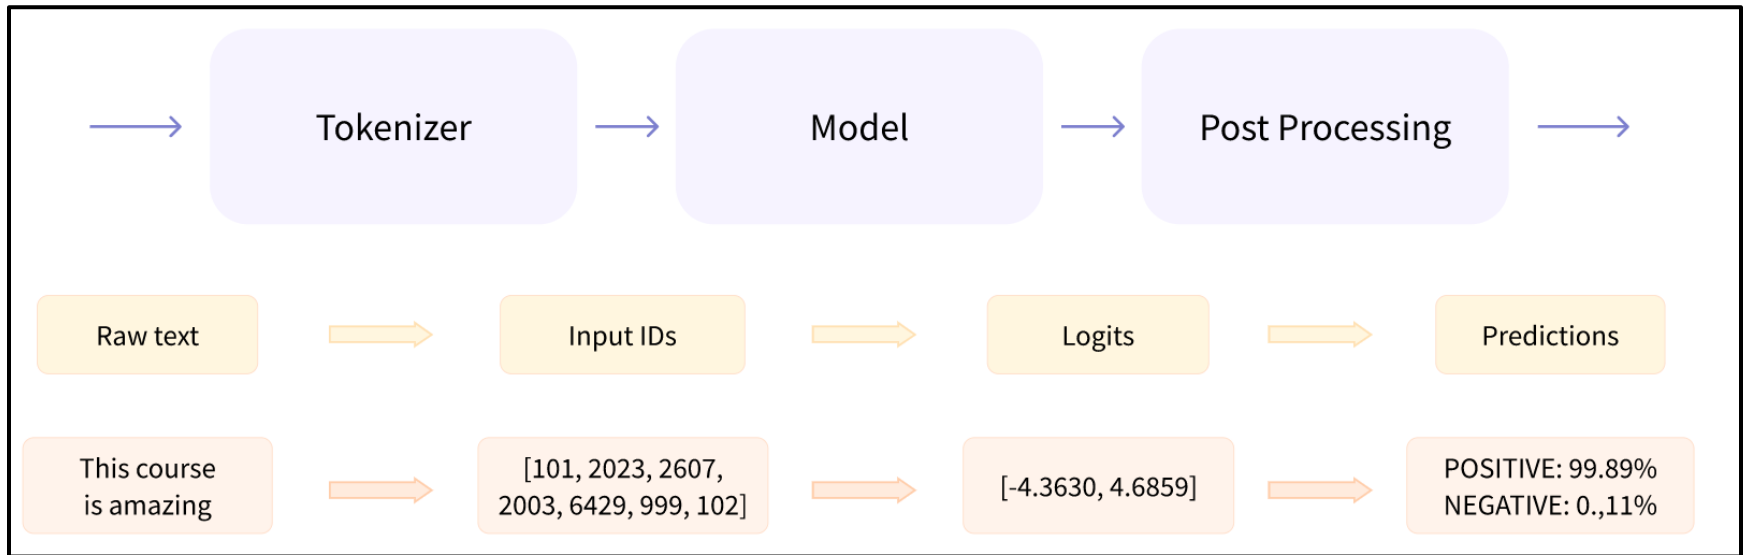 Tokenizer
Model
Post Processing
Raw text
Input IDs
Logits
Predictions
This course
is amazing
[101, 2023, 2607,
2003, 6429, 999, 102]
[-4.3630, 4.6859]
POSITIVE: 99.89%
NEGATIVE: 0.,11%